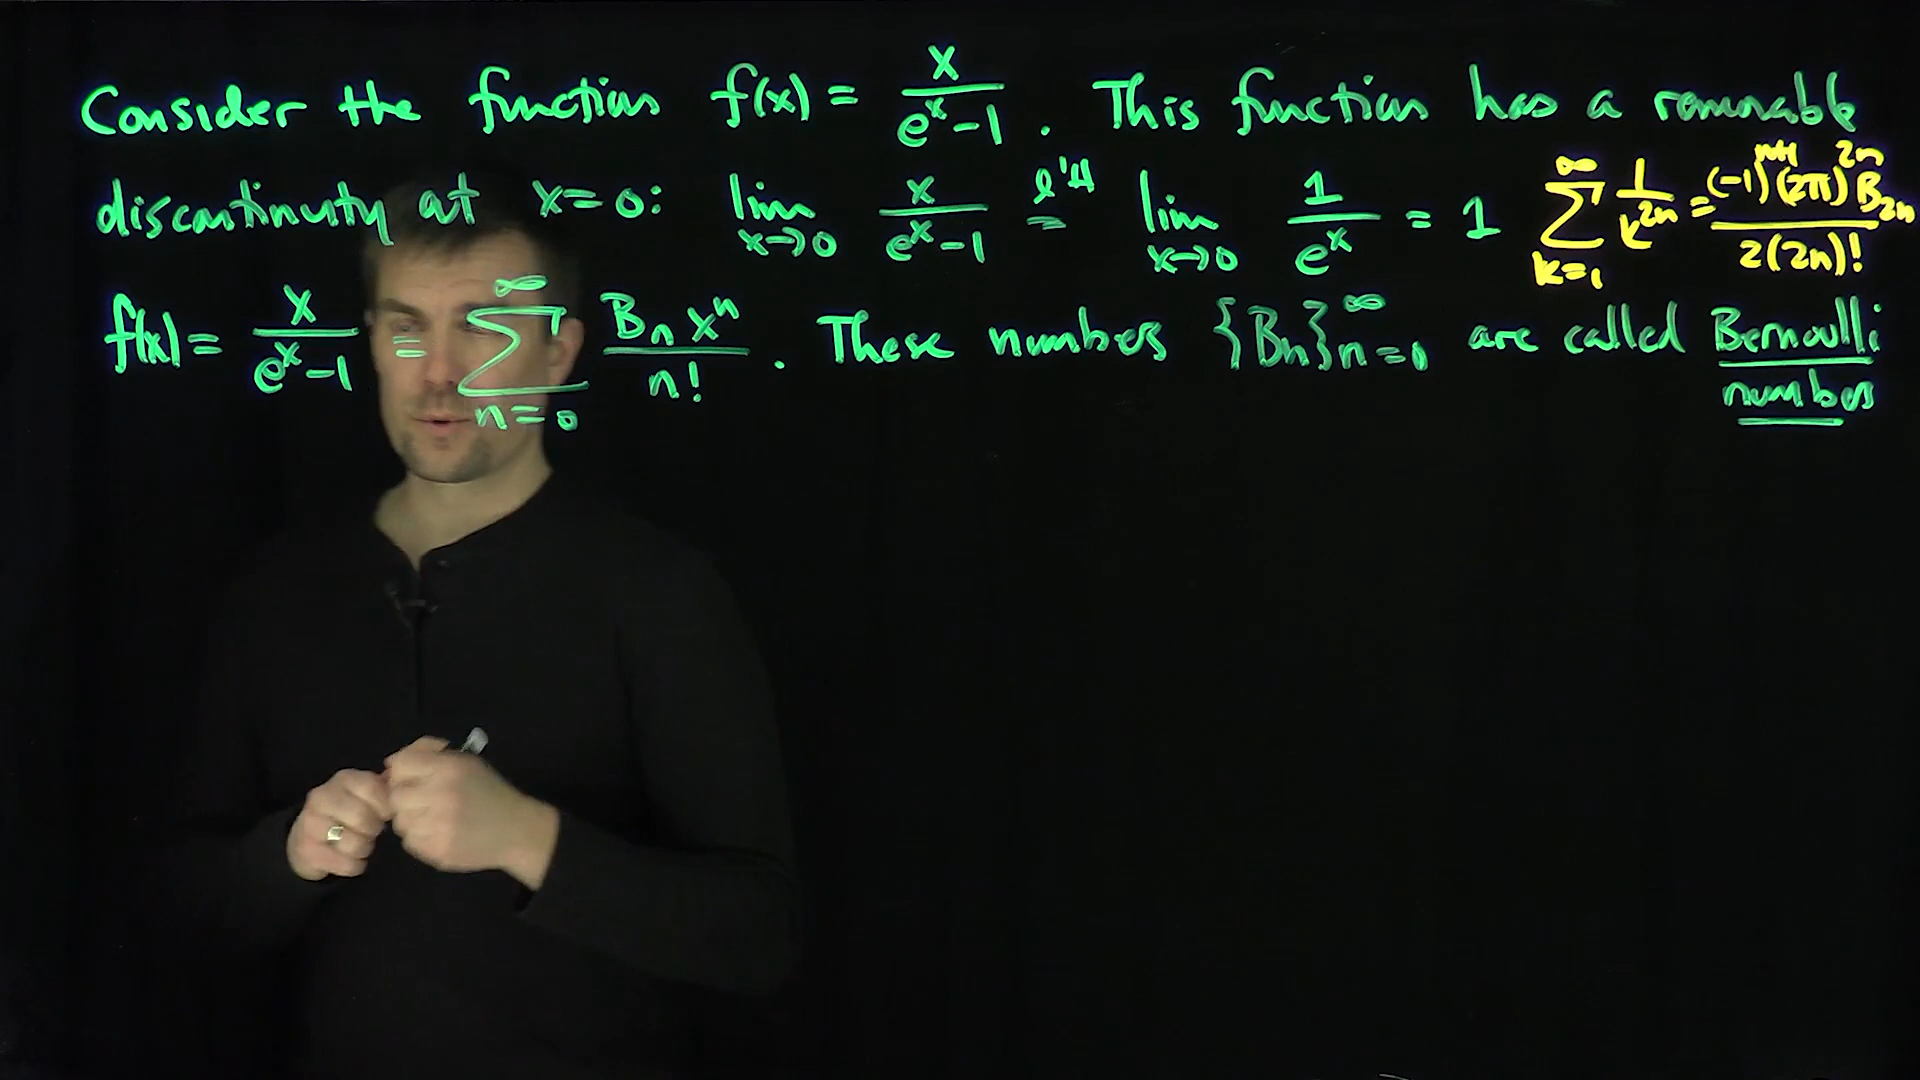 Consider the function f(x) = x/(e^x - 1). This function has a removable
discontinuity at x = 0: lim_{x→0} x/(e^x - 1) =^{l'H} lim_{x→0} 1/e^x = 1
∑_{k=1}^{∞} 1/k^{2n} = (-1)^{n+1} (2π)^{2n} B_{2n} / 2(2n)!
f(x) = x/(e^x - 1) = ∑_{n=0}^{∞} B_n x^n / n!. These numbers {B_n}_{n=0}^{∞} are called Bernoulli
numbers